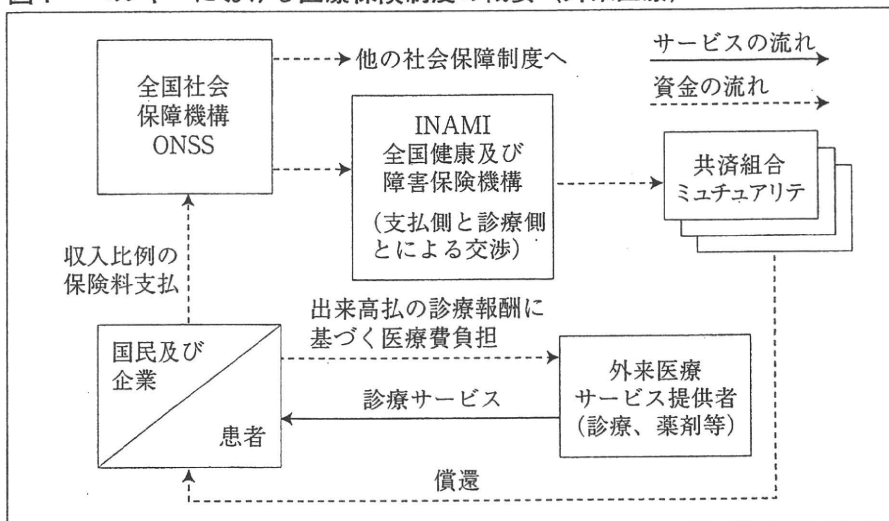 全国社会
保障機構
ONSS
他の社会保障制度へ
サービスの流れ
資金の流れ
INAMI
全国健康及び
障害保険機構
(支払側と診療側
とによる交渉)
共済組合
ミュチュアリテ
収入比例の
保険料支払
出来高払の診療報酬に
基づく医療費負担
国民及び
企業
患者
診療サービス
外来医療
サービス提供者
(診療、薬剤等)
償還